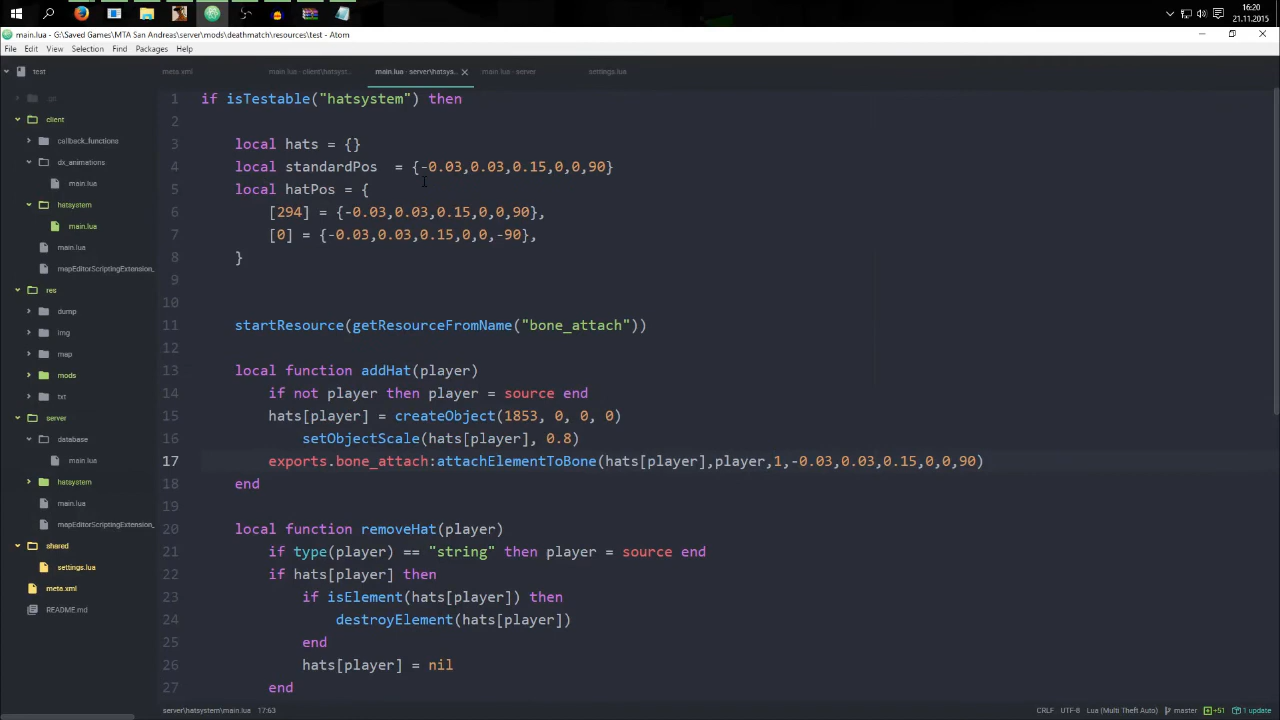 16:20
21.11.2015
main.lua - G:\Saved Games\MTA San Andreas\server\mods\deathmatch\resources\test - Atom
File Edit View Selection Find Packages Help
test
meta.xml
main.lua - client\hatsyst...
main.lua - server\hatsys...
main.lua - server
settings.lua
client
callback_functions
dx_animations
main.lua
hatsystem
main.lua
main.lua
mapEditorScriptingExtension_
res
dump
img
map
mods
txt
server
database
main.lua
hatsystem
main.lua
mapEditorScriptingExtension_
shared
settings.lua
meta.xml
README.md
1 if isTestable("hatsystem") then
2
3 local hats = {}
4 local standardPos  = {-0.03,0.03,0.15,0,0,90}
5 local hatPos = {
6 [294] = {-0.03,0.03,0.15,0,0,90},
7 [0] = {-0.03,0.03,0.15,0,0,-90},
8 }
9
10
11 startResource(getResourceFromName("bone_attach"))
12
13 local function addHat(player)
14 if not player then player = source end
15 hats[player] = createObject(1853, 0, 0, 0)
16 setObjectScale(hats[player], 0.8)
17 exports.bone_attach:attachElementToBone(hats[player],player,1,-0.03,0.03,0.15,0,0,90)
18 end
19
20 local function removeHat(player)
21 if type(player) == "string" then player = source end
22 if hats[player] then
23 if isElement(hats[player]) then
24 destroyElement(hats[player])
25 end
26 hats[player] = nil
27 end
server\hatsystem\main.lua 17:63
CRLF UTF-8 Lua (Multi Theft Auto) master +51 1 update